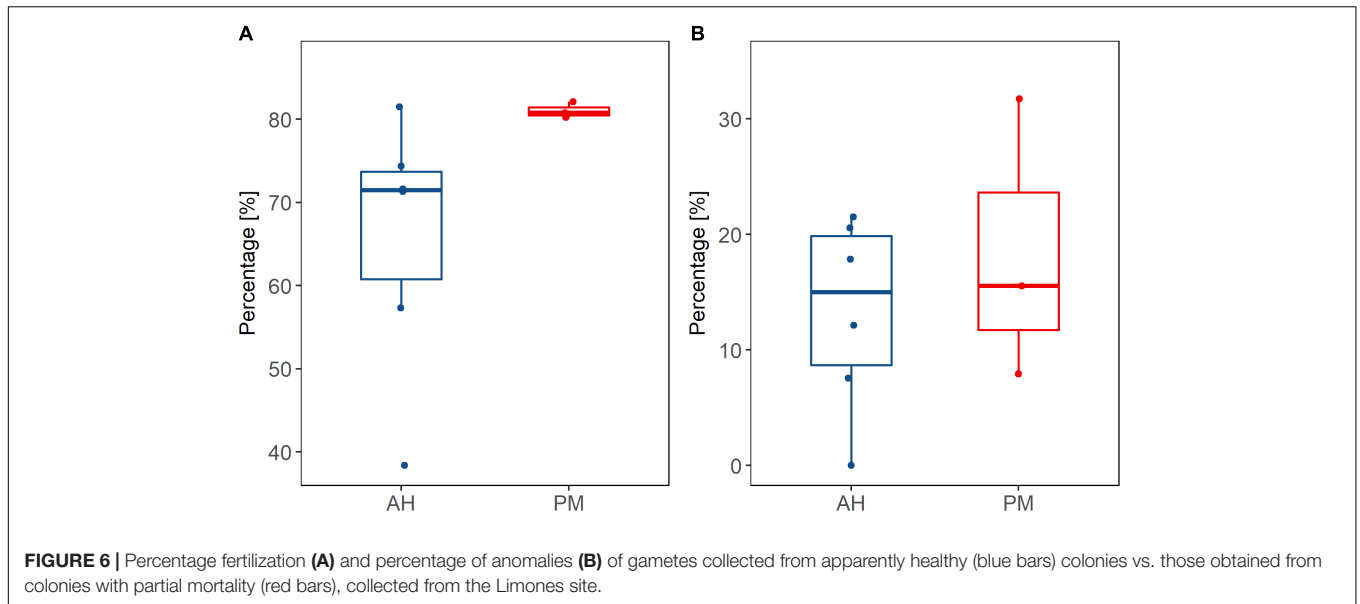 A
Percentage [%]
80
70
60
50
40
AH PM
B
Percentage [%]
30
20
10
0
AH PM
FIGURE 6 | Percentage fertilization (A) and percentage of anomalies (B) of gametes collected from apparently healthy (blue bars) colonies vs. those obtained from
colonies with partial mortality (red bars), collected from the Limones site.